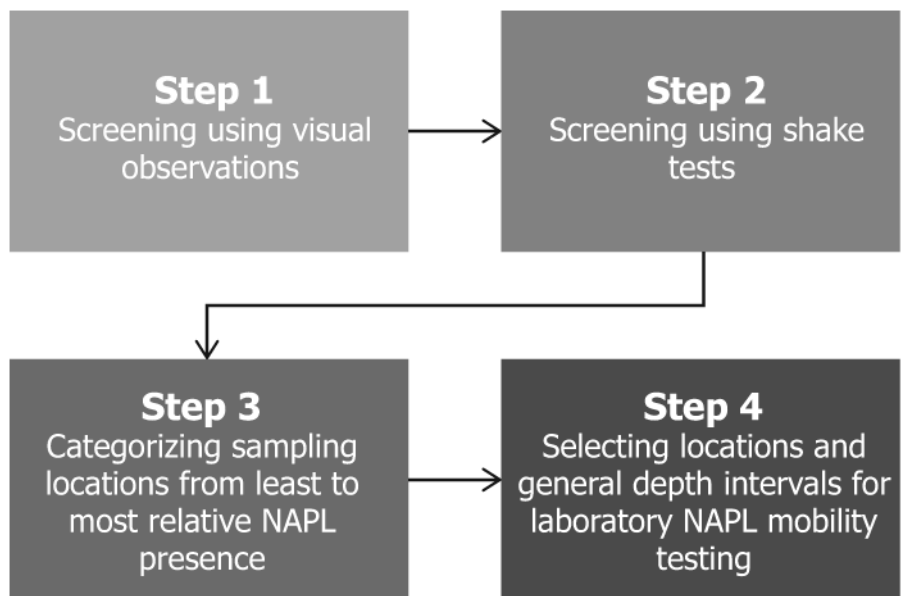 Step 1
Screening using visual
observations
Step 2
Screening using shake
tests
Step 3
Categorizing sampling
locations from least to
most relative NAPL
presence
Step 4
Selecting locations and
general depth intervals for
laboratory NAPL mobility
testing